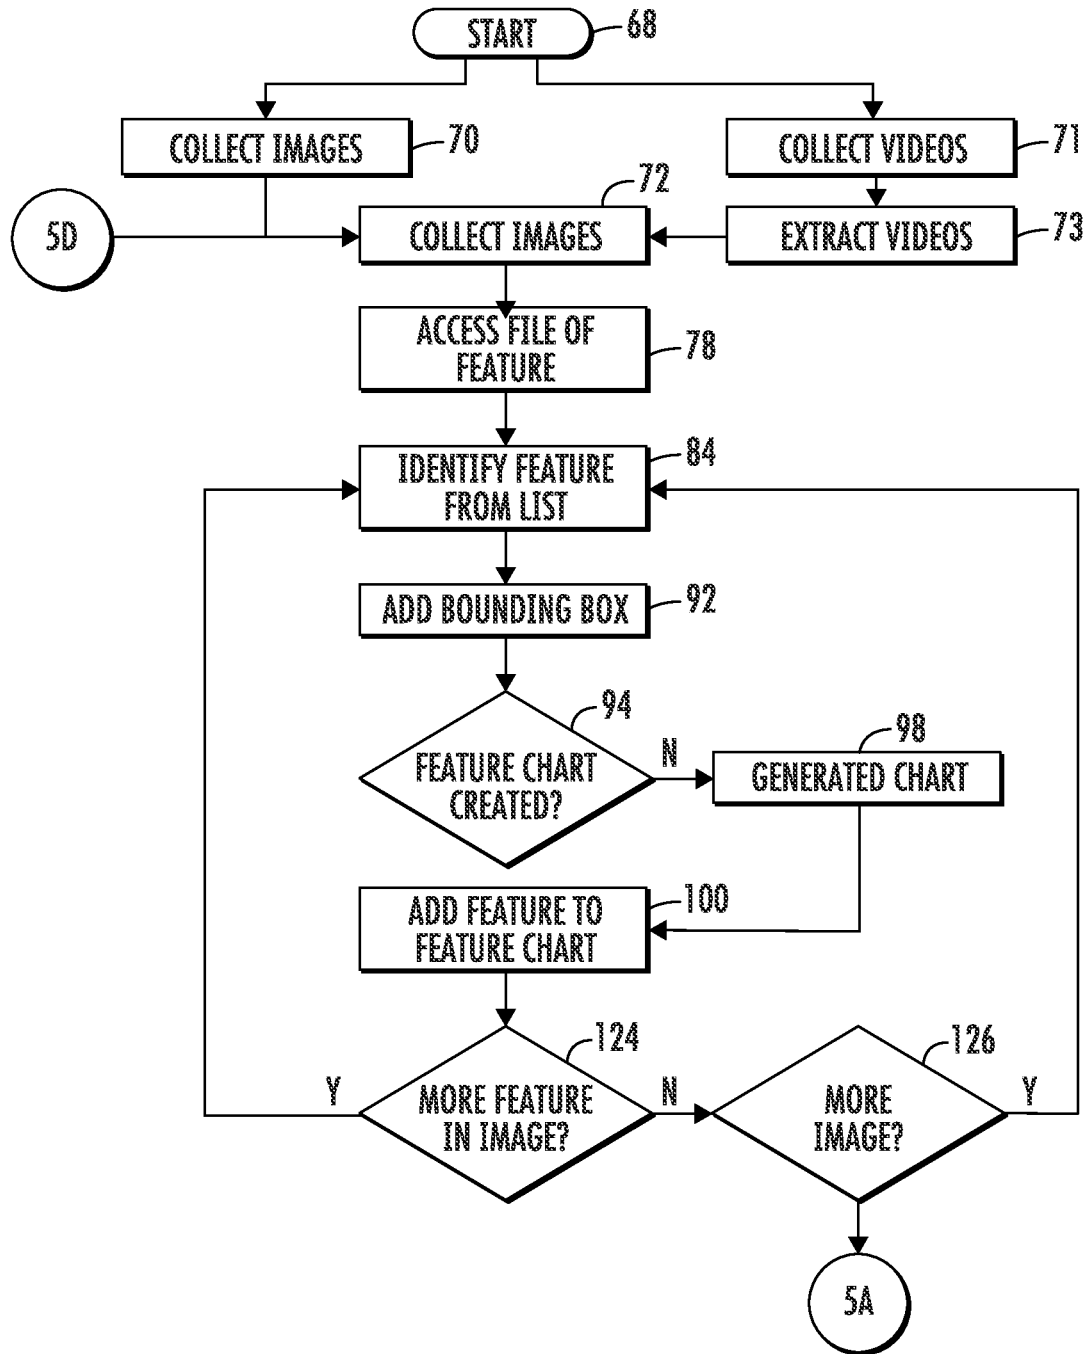 START
68
COLLECT IMAGES
70
COLLECT VIDEOS
71
5D
72
COLLECT IMAGES
EXTRACT VIDEOS
73
ACCESS FILE OF
FEATURE
78
IDENTIFY FEATURE
FROM LIST
84
ADD BOUNDING BOX
92
94
FEATURE CHART
CREATED?
N
98
GENERATED CHART
ADD FEATURE TO
FEATURE CHART
100
124
Y
MORE FEATURE
IN IMAGE?
N
126
MORE
IMAGE?
Y
5A